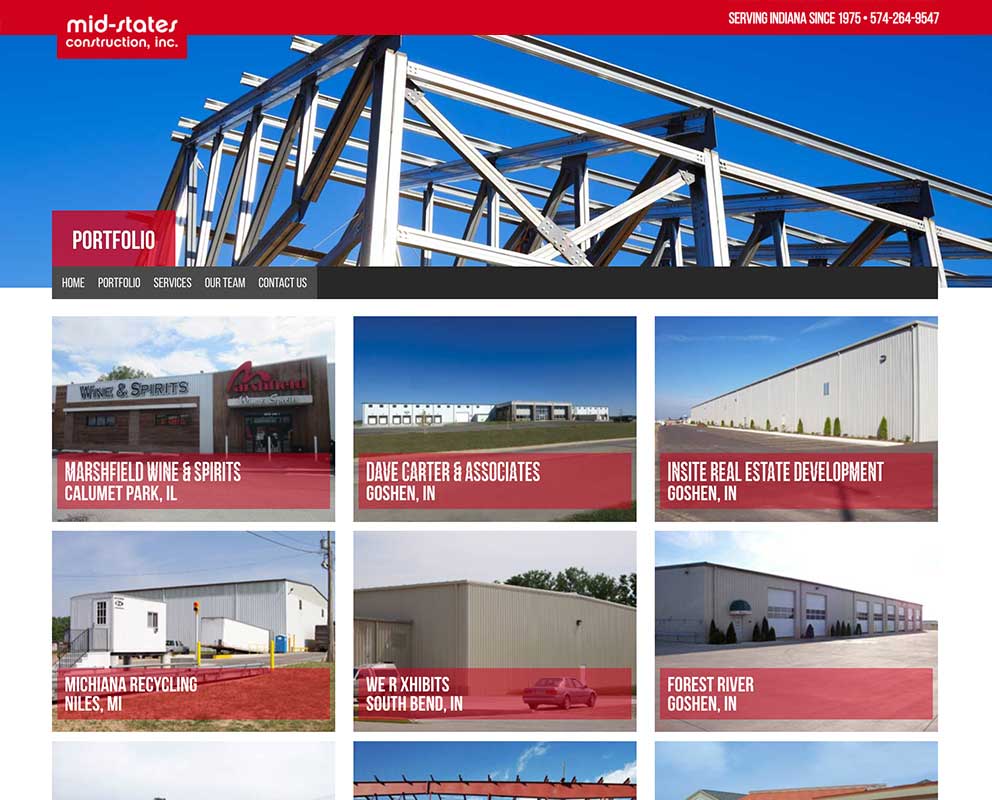 mid-states
construction, inc.
SERVING INDIANA SINCE 1975 • 574-264-9547
PORTFOLIO
HOME PORTFOLIO SERVICES OUR TEAM CONTACT US
WINE & SPIRITS
Marshfield
Wine & Spirits
MARSHFIELD WINE & SPIRITS
CALUMET PARK, IL
DAVE CARTER & ASSOCIATES
GOSHEN, IN
INSITE REAL ESTATE DEVELOPMENT
GOSHEN, IN
MICHIANA RECYCLING
NILES, MI
WE R XHIBITS
SOUTH BEND, IN
FOREST RIVER
GOSHEN, IN